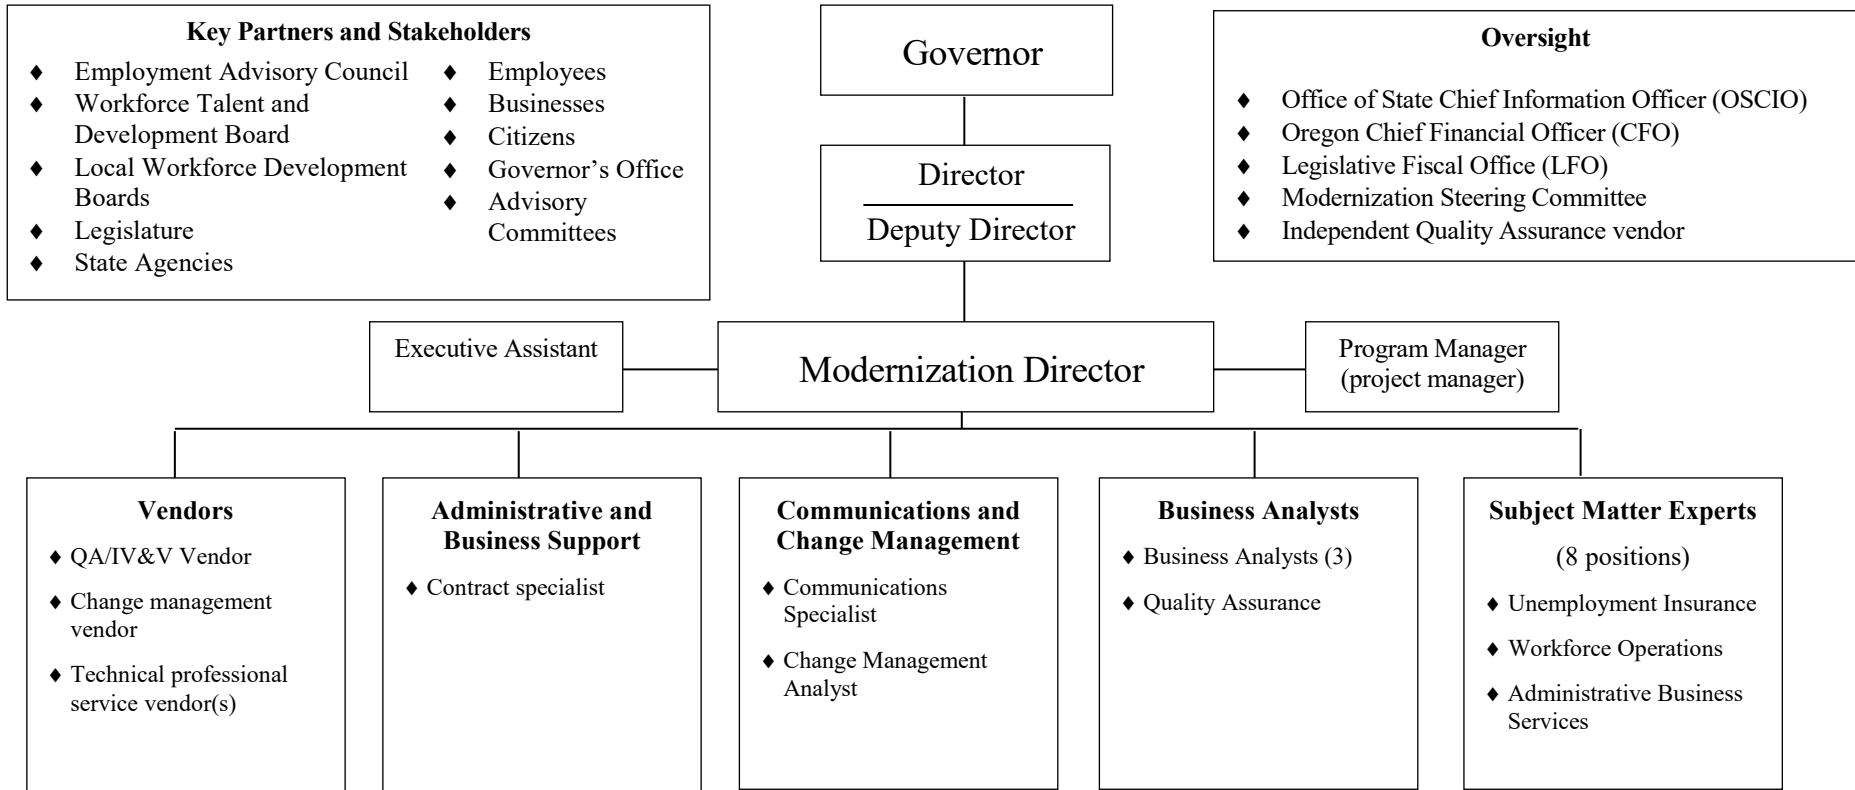 Key Partners and Stakeholders
♦ Employment Advisory Council
♦ Workforce Talent and
Development Board
♦ Local Workforce Development
Boards
♦ Legislature
♦ State Agencies
♦ Employees
♦ Businesses
♦ Citizens
♦ Governor’s Office
♦ Advisory
Committees
Governor
Director
Deputy Director
Oversight
♦ Office of State Chief Information Officer (OSCIO)
♦ Oregon Chief Financial Officer (CFO)
♦ Legislative Fiscal Office (LFO)
♦ Modernization Steering Committee
♦ Independent Quality Assurance vendor
Executive Assistant
Modernization Director
Program Manager
(project manager)
Vendors
♦ QA/IV&V Vendor
♦ Change management
vendor
♦ Technical professional
service vendor(s)
Administrative and
Business Support
♦ Contract specialist
Communications and
Change Management
♦ Communications
Specialist
♦ Change Management
Analyst
Business Analysts
♦ Business Analysts (3)
♦ Quality Assurance
Subject Matter Experts
(8 positions)
♦ Unemployment Insurance
♦ Workforce Operations
♦ Administrative Business
Services